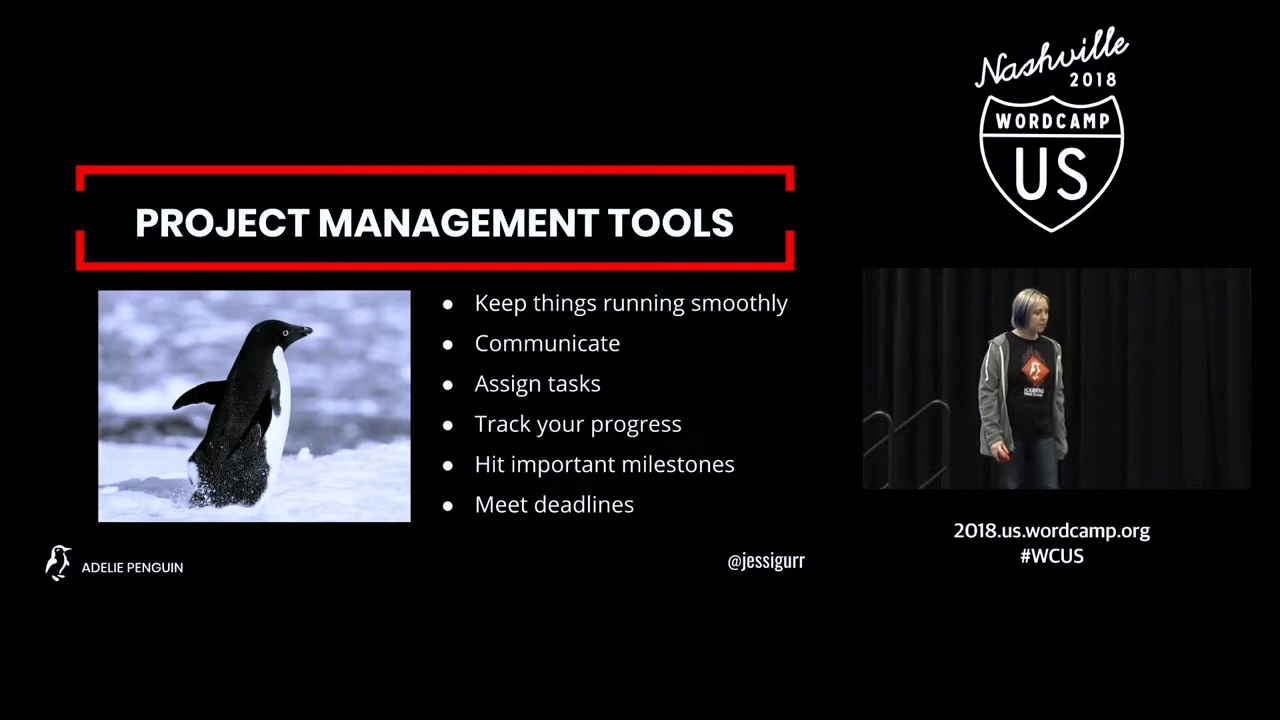 Nashville
2018
WORDCAMP
US
PROJECT MANAGEMENT TOOLS
● Keep things running smoothly
● Communicate
● Assign tasks
● Track your progress
● Hit important milestones
● Meet deadlines
ADELIE PENGUIN
@jessigurr
2018.us.wordcamp.org
#WCUS